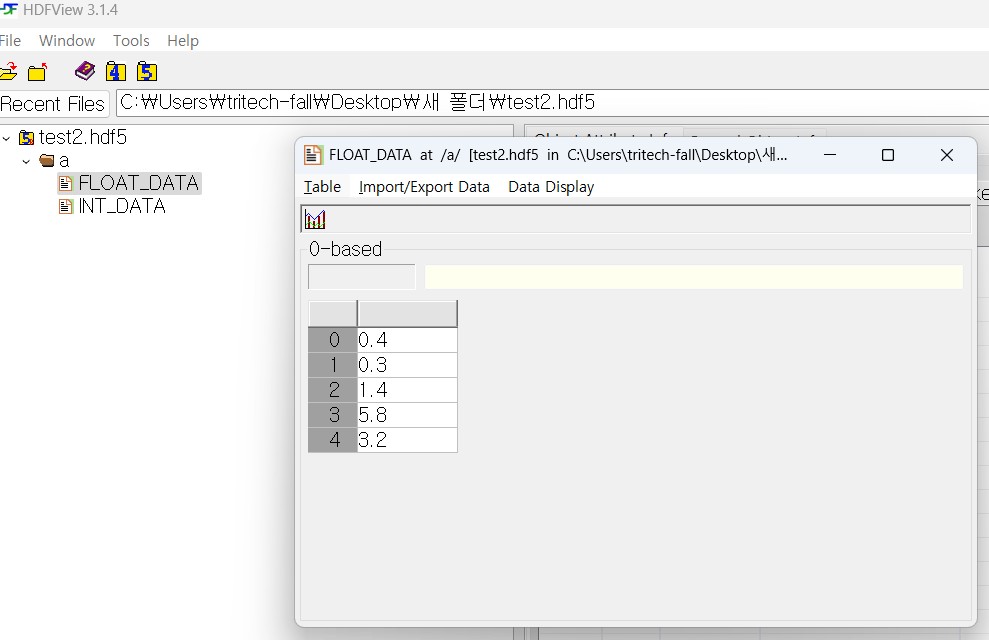 HDFView 3.1.4
File Window Tools Help
Recent Files C:₩Users₩tritech-fall₩Desktop₩새 폴더₩test2.hdf5
test2.hdf5
a
FLOAT_DATA
INT_DATA
FLOAT_DATA at /a/ [test2.hdf5 in C:\Users\tritech-fall\Desktop\새...
Table Import/Export Data Data Display
0-based
0 0.4
1 0.3
2 1.4
3 5.8
4 3.2